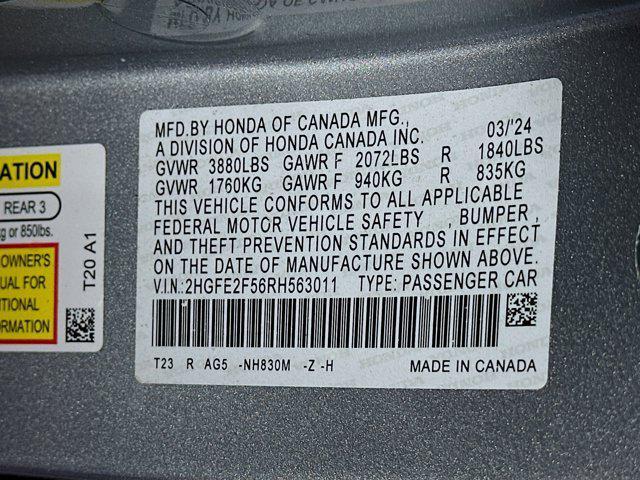 MFD.BY HONDA OF CANADA MFG.,
A DIVISION OF HONDA CANADA INC. 03/'24
GVWR 3880LBS GAWR F 2072LBS R 1840LBS
GVWR 1760KG GAWR F 940KG R 835KG
THIS VEHICLE CONFORMS TO ALL APPLICABLE
FEDERAL MOTOR VEHICLE SAFETY , BUMPER ,
AND THEFT PREVENTION STANDARDS IN EFFECT
ON THE DATE OF MANUFACTURE SHOWN ABOVE.
V.I.N.:2HGFE2F56RH563011 TYPE: PASSENGER CAR
T23 R AG5 -NH830M -Z -H MADE IN CANADA
REAR 3
kg or 850lbs.
OWNER'S
UAL FOR
ITIONAL
ORMATION
T20 A1